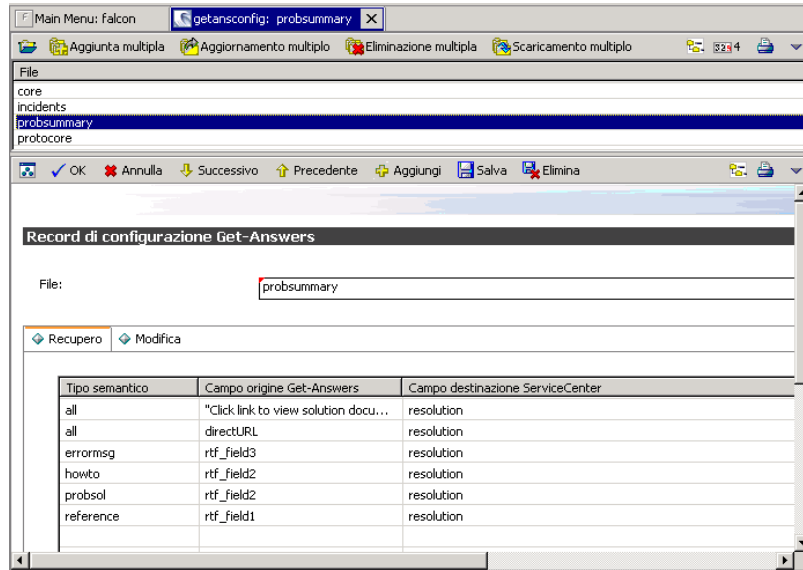 Main Menu: falcon getansconfig: probsummary
Aggiunta multipla Aggiornamento multiplo Eliminazione multipla Scaricamento multiplo
File
core
incidents
probsummary
protocore
OK Annulla Successivo Precedente Aggiungi Salva Elimina
Record di configurazione Get-Answers
File: probsummary
Recupero Modifica
Tipo semantico Campo origine Get-Answers Campo destinazione ServiceCenter
all "Click link to view solution docu... resolution
all directURL resolution
errormsg rtf_field3 resolution
howto rtf_field2 resolution
probsol rtf_field2 resolution
reference rtf_field1 resolution